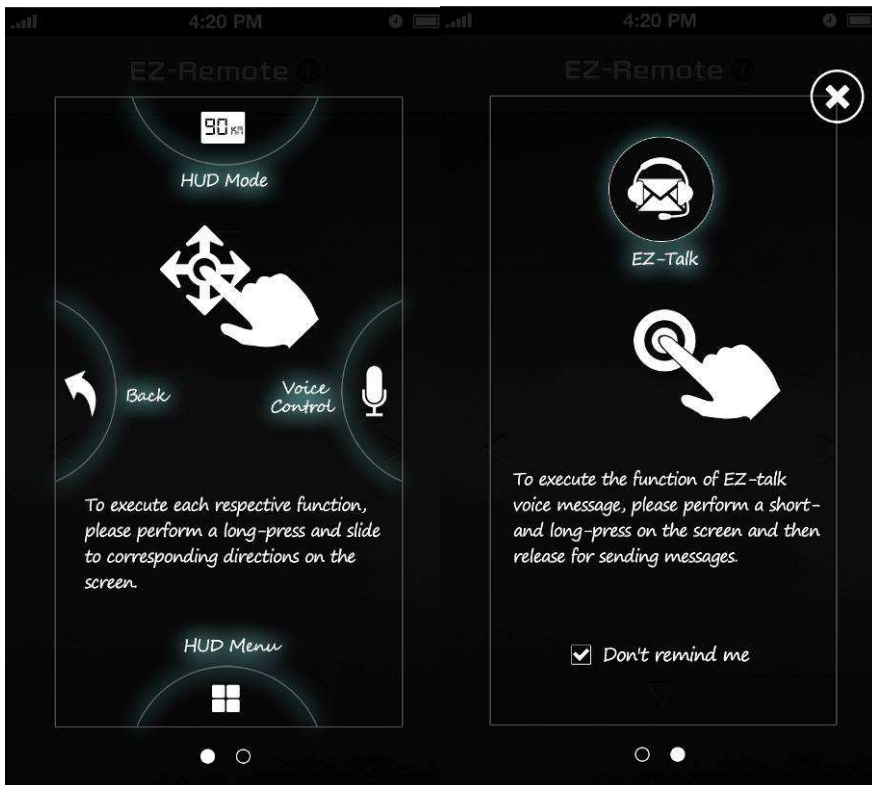 4:20 PM
EZ-Remote
90 KM
HUD Mode
Back
Voice
Control
To execute each respective function,
please perform a long-press and slide
to corresponding directions on the
screen.
HUD Menu
4:20 PM
EZ-Remote
EZ-Talk
To execute the function of EZ-talk
voice message, please perform a short-
and long-press on the screen and then
release for sending messages.
Don't remind me